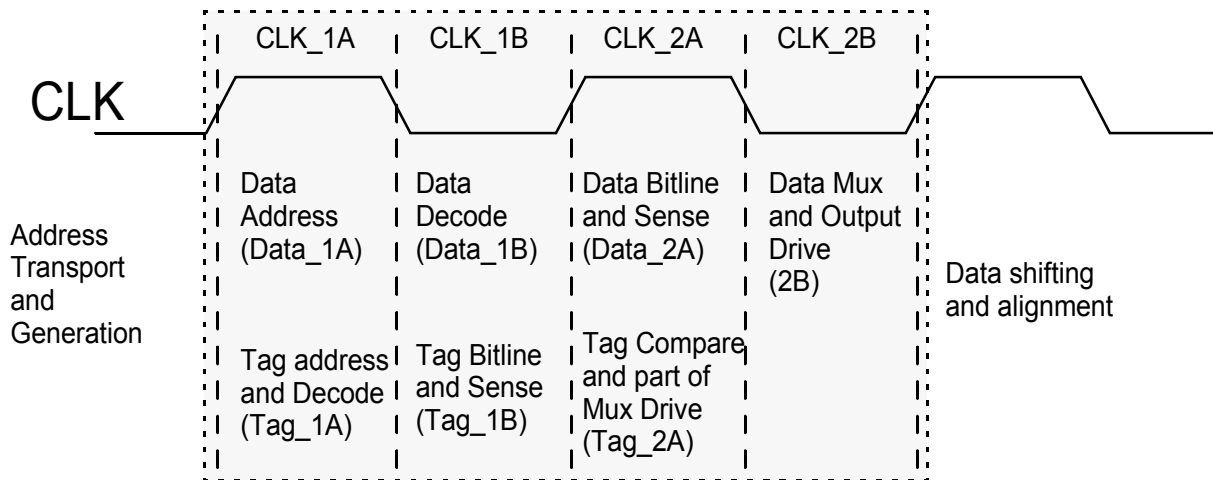 CLK_1A
CLK_1B
CLK_2A
CLK_2B
CLK
Address
Transport
and
Generation
Data
Address
(Data_1A)
Data
Decode
(Data_1B)
Data Bitline
and Sense
(Data_2A)
Data Mux
and Output
Drive
(2B)
Tag address
and Decode
(Tag_1A)
Tag Bitline
and Sense
(Tag_1B)
Tag Compare
and part of
Mux Drive
(Tag_2A)
Data shifting
and alignment